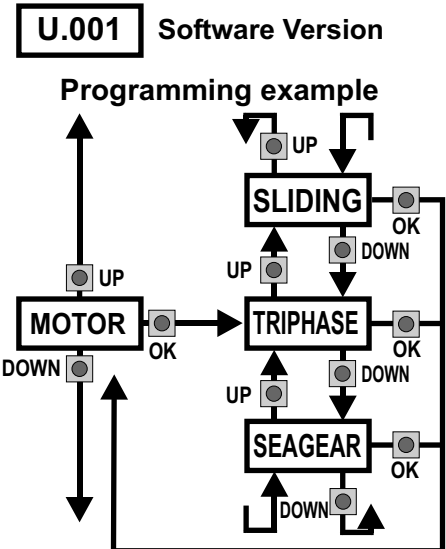 U.001 Software Version
Programming example
UP
SLIDING
OK
DOWN
UP
UP
MOTOR
OK
TRIPHASE
OK
DOWN
DOWN
UP
SEAGEAR
OK
DOWN